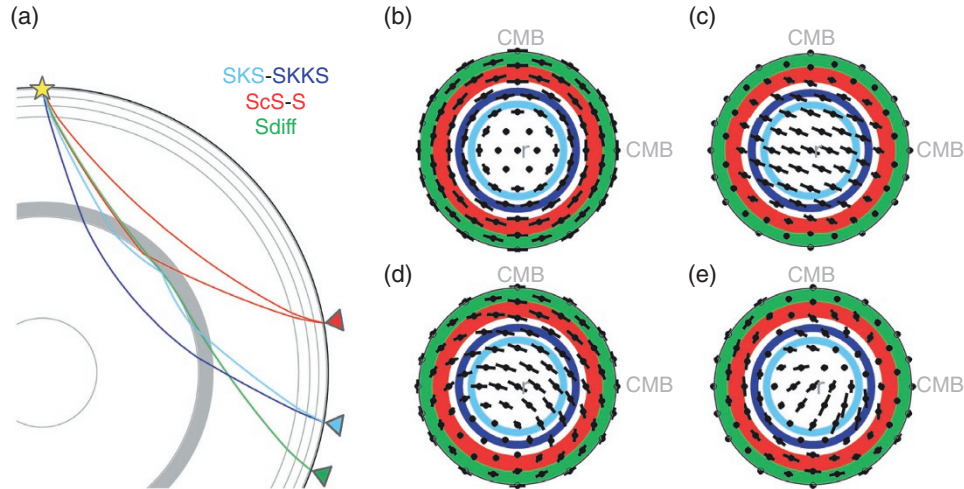 (a)
SKS-SKKS
ScS-S
Sdiff
(b)
CMB
r
CMB
(c)
CMB
r
CMB
(d)
CMB
r
CMB
(e)
CMB
r
CMB